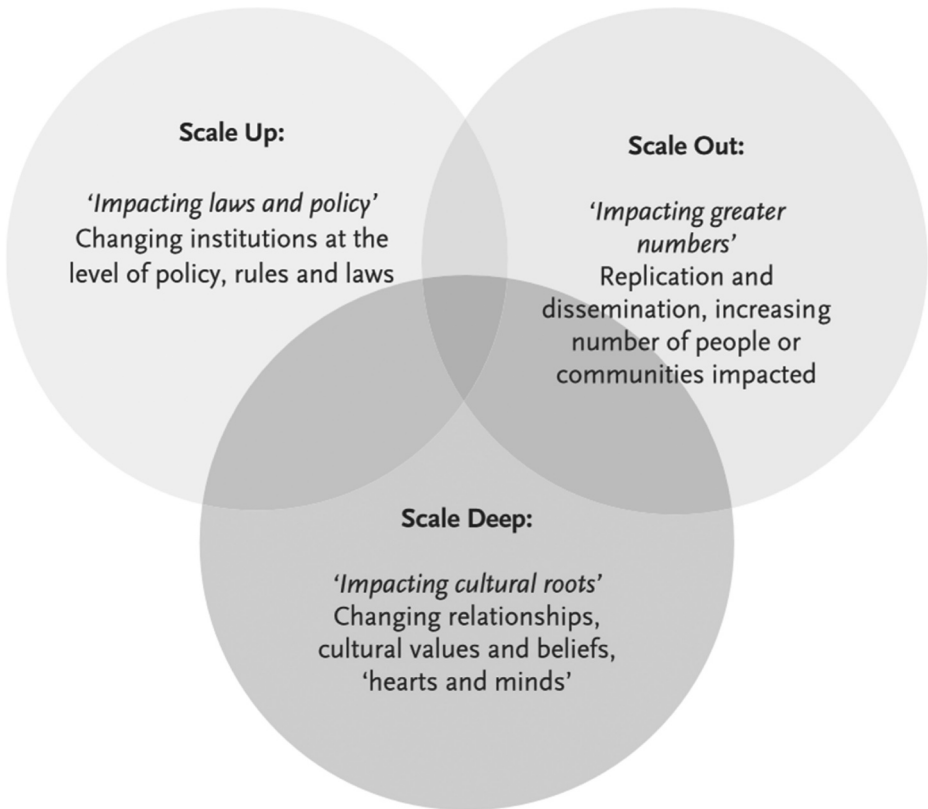 Scale Up:
‘Impacting laws and policy’
Changing institutions at the
level of policy, rules and laws
Scale Out:
‘Impacting greater
numbers’
Replication and
dissemination, increasing
number of people or
communities impacted
Scale Deep:
‘Impacting cultural roots’
Changing relationships,
cultural values and beliefs,
‘hearts and minds’